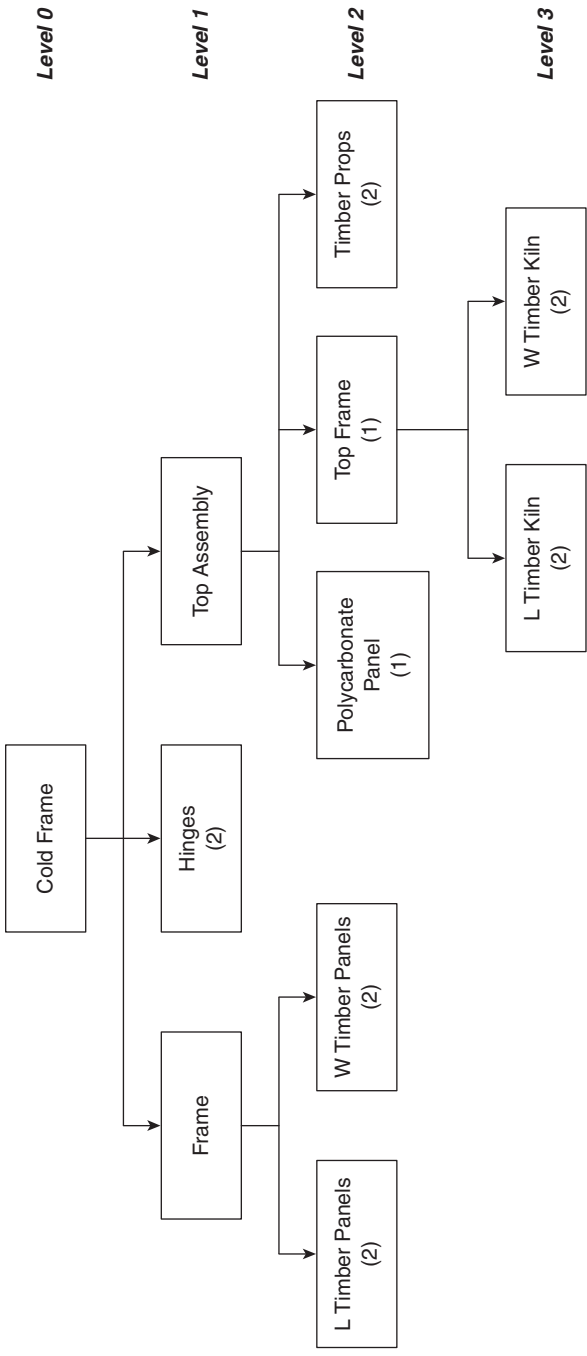 Cold Frame
Level 0
Frame
Hinges
(2)
Top Assembly
Level 1
L Timber Panels
(2)
W Timber Panels
(2)
Polycarbonate
Panel
(1)
Top Frame
(1)
Timber Props
(2)
Level 2
L Timber Kiln
(2)
W Timber Kiln
(2)
Level 3